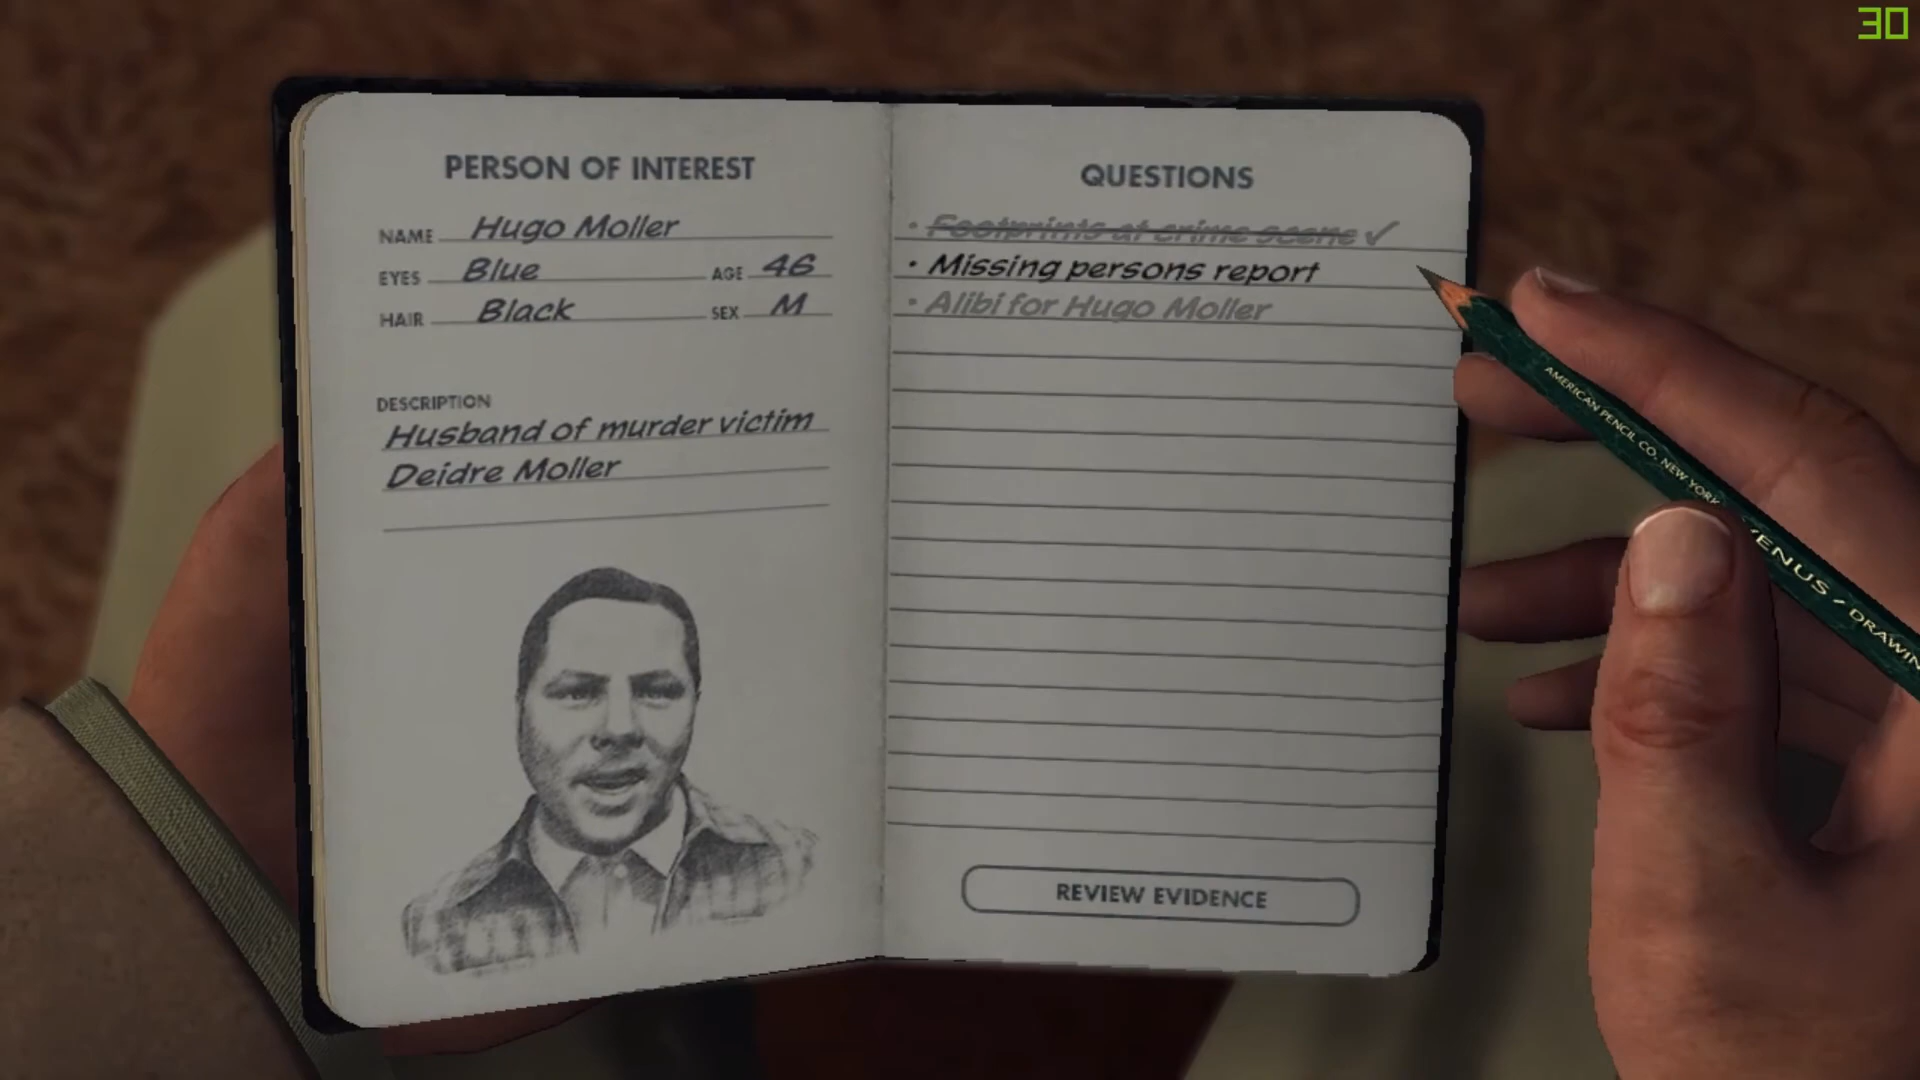 30
PERSON OF INTEREST
NAME Hugo Moller
EYES Blue AGE 46
HAIR Black SEX M
DESCRIPTION
Husband of murder victim
Deidre Moller
QUESTIONS
• Footprints at crime scene ✓
• Missing persons report
• Alibi for Hugo Moller
REVIEW EVIDENCE
AMERICAN PENCIL CO. NEW YORK
VENUS / DRAWIN